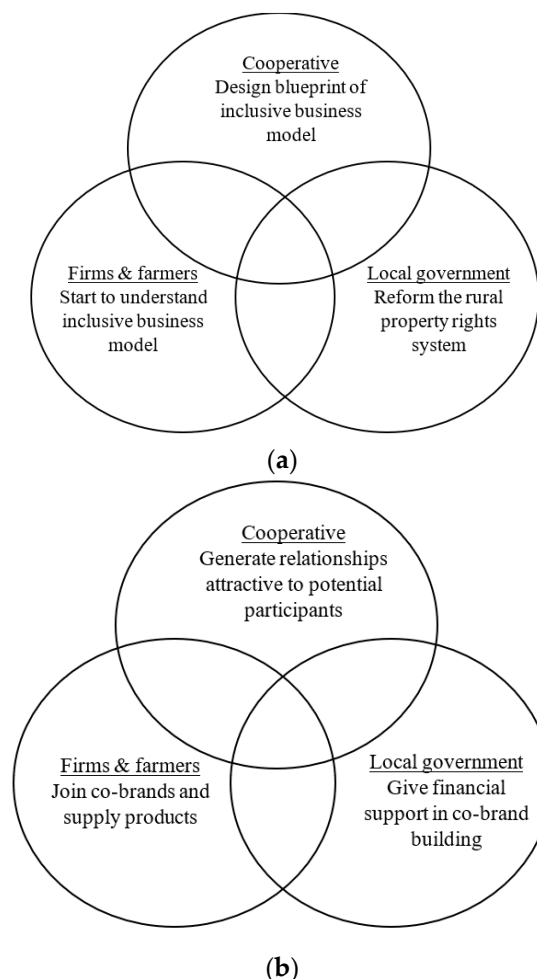 Cooperative
Design blueprint of
inclusive business
model
Firms & farmers
Start to understand
inclusive business
model
Local government
Reform the rural
property rights
system
(a)
Cooperative
Generate relationships
attractive to potential
participants
Firms & farmers
Join co-brands and
supply products
Local government
Give financial
support in co-brand
building
(b)